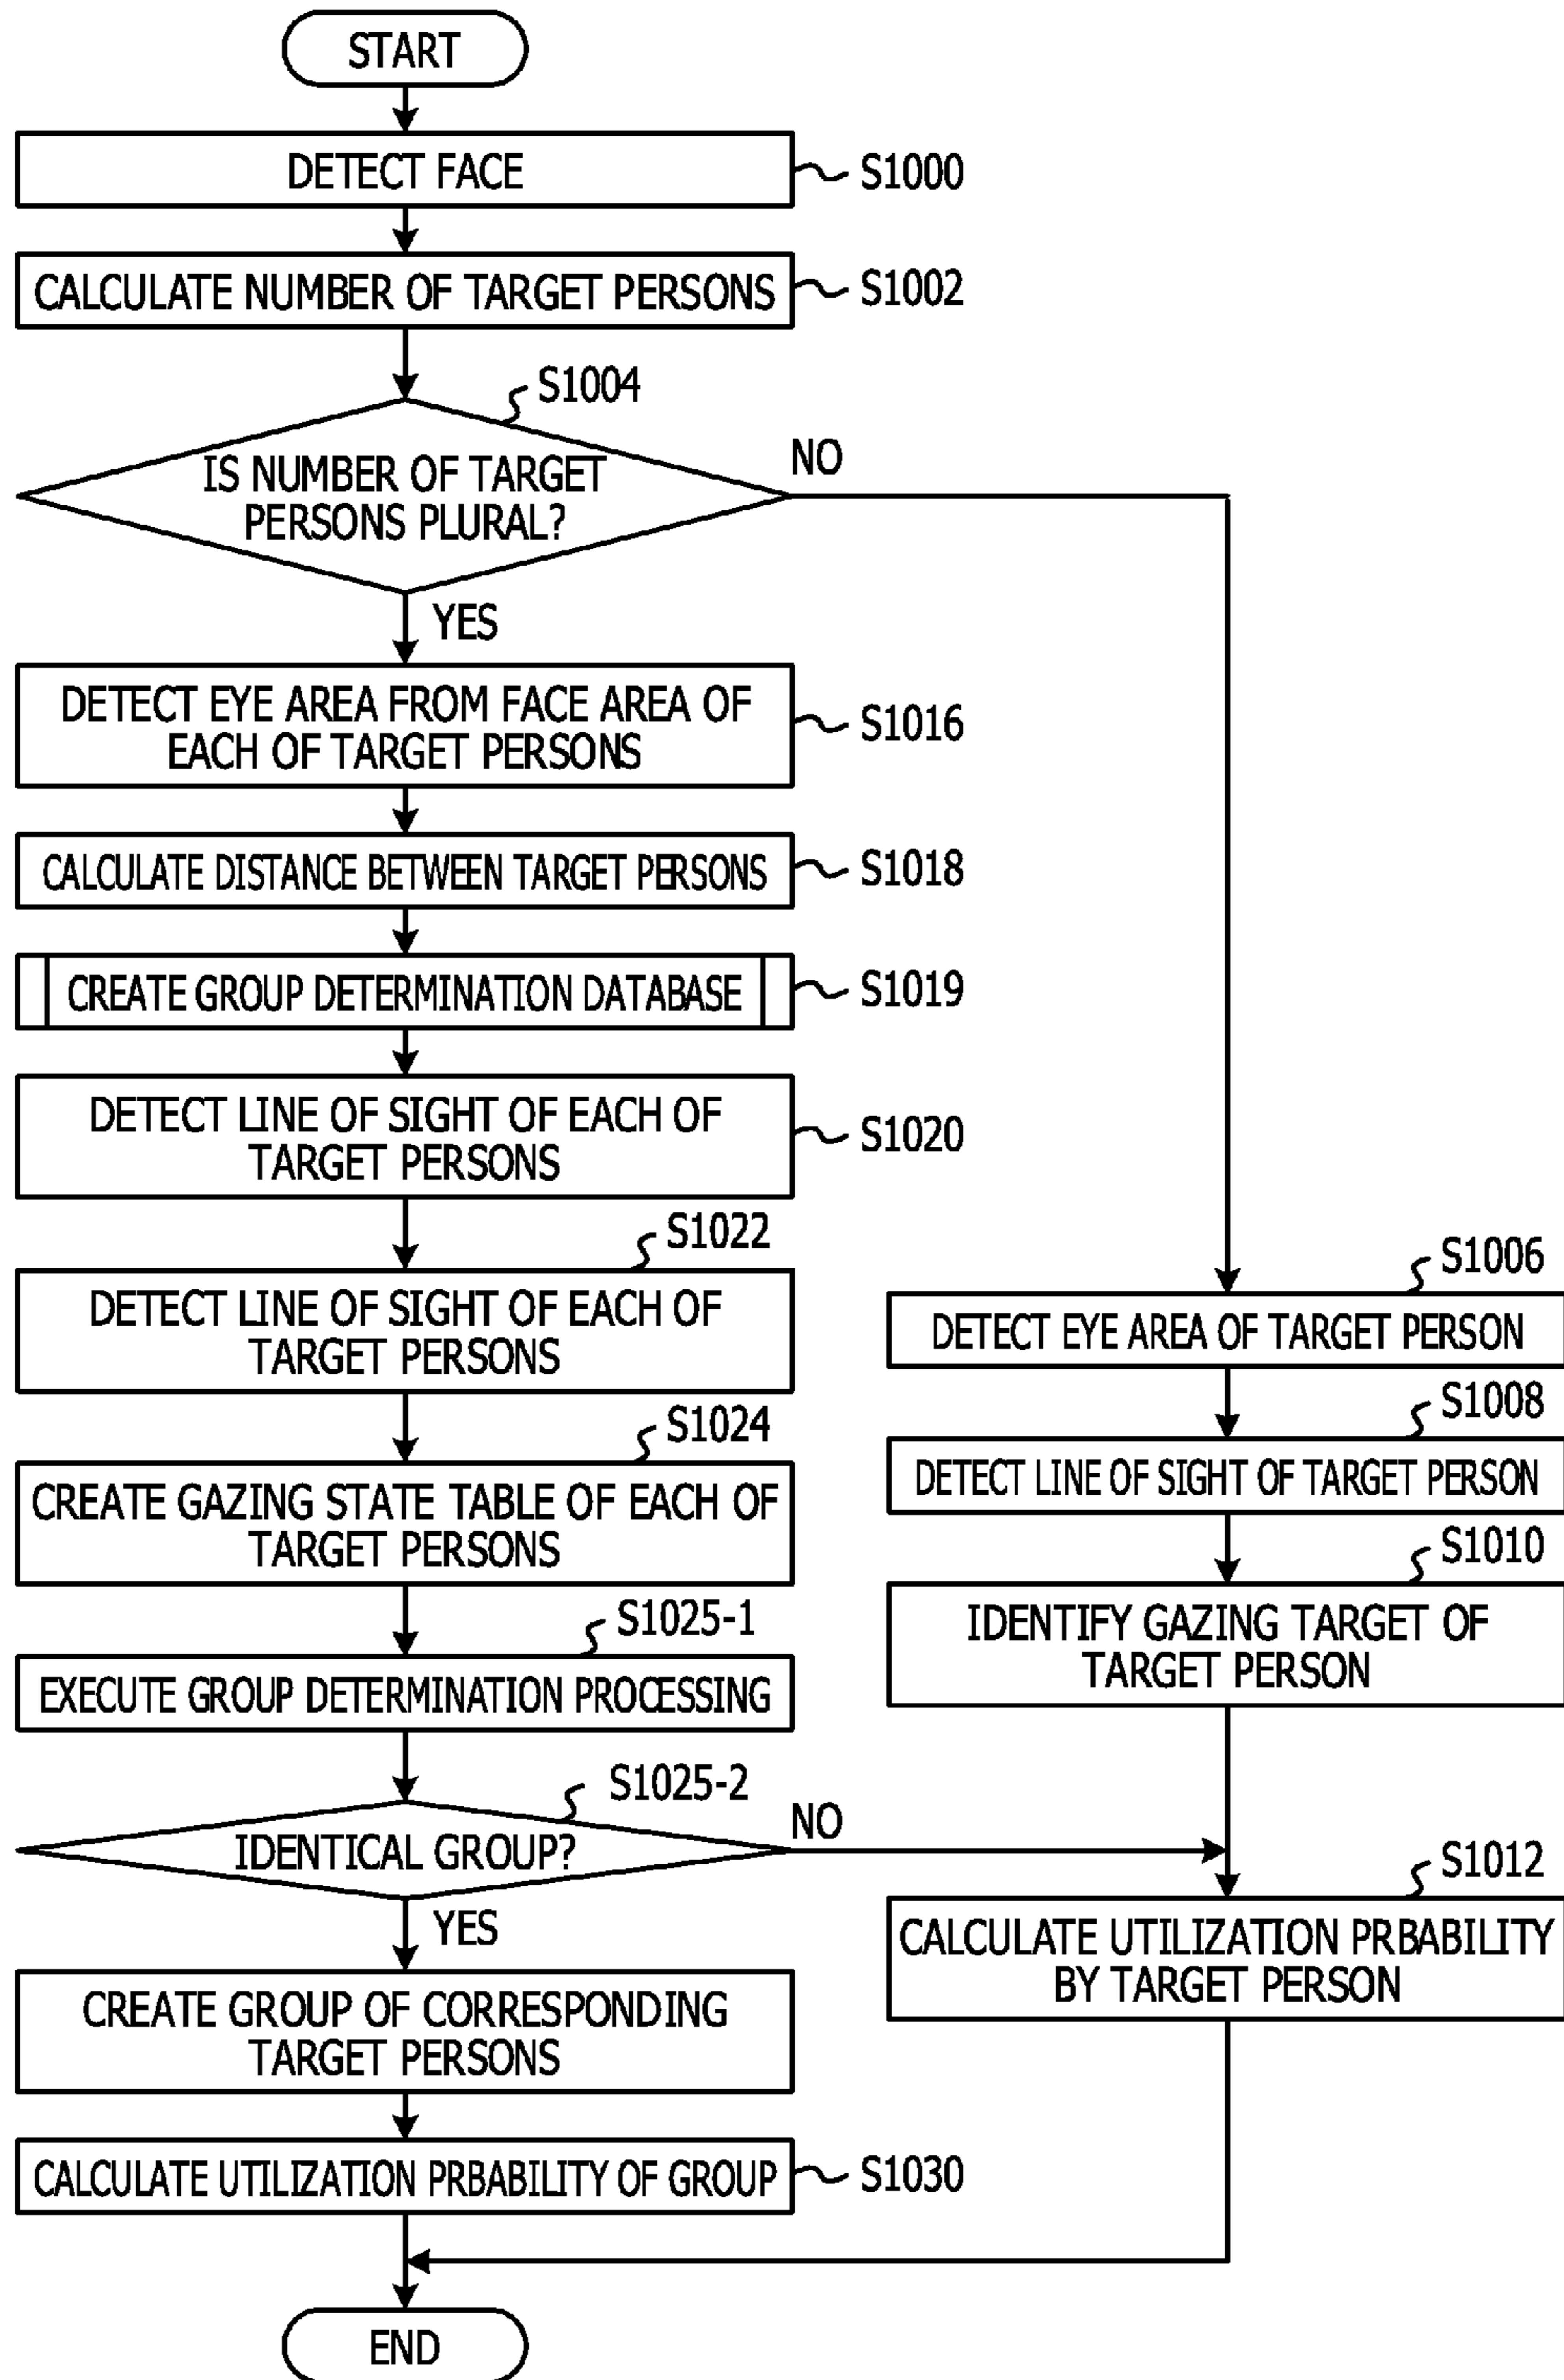 START
DETECT FACE
S1000
CALCULATE NUMBER OF TARGET PERSONS
S1002
S1004
IS NUMBER OF TARGET
PERSONS PLURAL?
NO
YES
DETECT EYE AREA FROM FACE AREA OF
EACH OF TARGET PERSONS
S1016
CALCULATE DISTANCE BETWEEN TARGET PERSONS
S1018
CREATE GROUP DETERMINATION DATABASE
S1019
DETECT LINE OF SIGHT OF EACH OF
TARGET PERSONS
S1020
S1022
DETECT LINE OF SIGHT OF EACH OF
TARGET PERSONS
S1024
CREATE GAZING STATE TABLE OF EACH OF
TARGET PERSONS
S1025-1
EXECUTE GROUP DETERMINATION PROCESSING
S1025-2
IDENTICAL GROUP?
NO
YES
CREATE GROUP OF CORRESPONDING
TARGET PERSONS
CALCULATE UTILIZATION PRBABILITY OF GROUP
S1030
S1006
DETECT EYE AREA OF TARGET PERSON
S1008
DETECT LINE OF SIGHT OF TARGET PERSON
S1010
IDENTIFY GAZING TARGET OF
TARGET PERSON
S1012
CALCULATE UTILIZATION PRBABILITY
BY TARGET PERSON
END